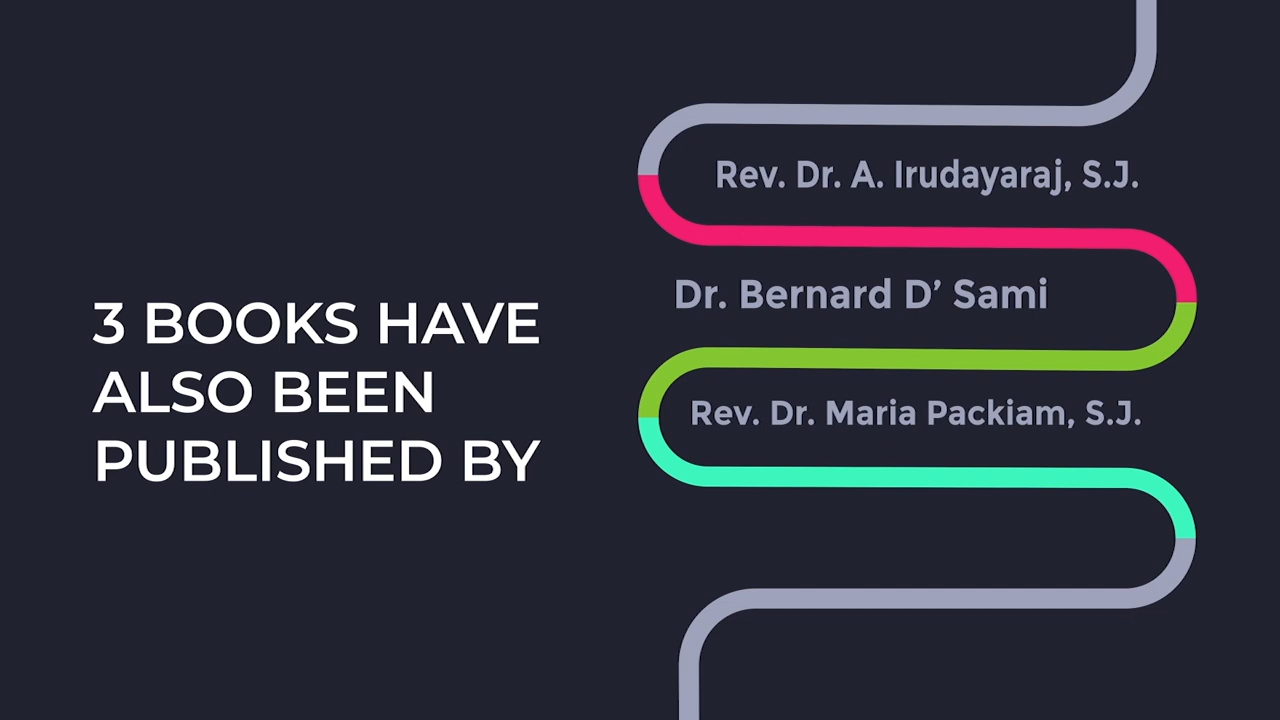 3 BOOKS HAVE
ALSO BEEN
PUBLISHED BY
Rev. Dr. A. Irudayaraj, S.J.
Dr. Bernard D’ Sami
Rev. Dr. Maria Packiam, S.J.